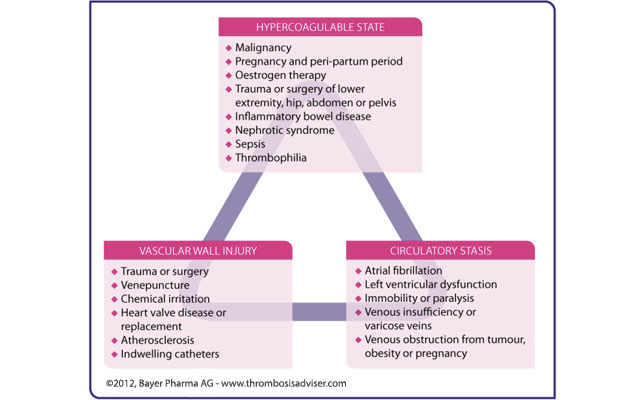 HYPERCOAGULABLE STATE
◆ Malignancy
◆ Pregnancy and peri-partum period
◆ Oestrogen therapy
◆ Trauma or surgery of lower
extremity, hip, abdomen or pelvis
◆ Inflammatory bowel disease
◆ Nephrotic syndrome
◆ Sepsis
◆ Thrombophilia
VASCULAR WALL INJURY
◆ Trauma or surgery
◆ Venepuncture
◆ Chemical irritation
◆ Heart valve disease or
replacement
◆ Atherosclerosis
◆ Indwelling catheters
CIRCULATORY STASIS
◆ Atrial fibrillation
◆ Left ventricular dysfunction
◆ Immobility or paralysis
◆ Venous insufficiency or
varicose veins
◆ Venous obstruction from tumour,
obesity or pregnancy
©2012, Bayer Pharma AG - www.thrombosisadviser.com